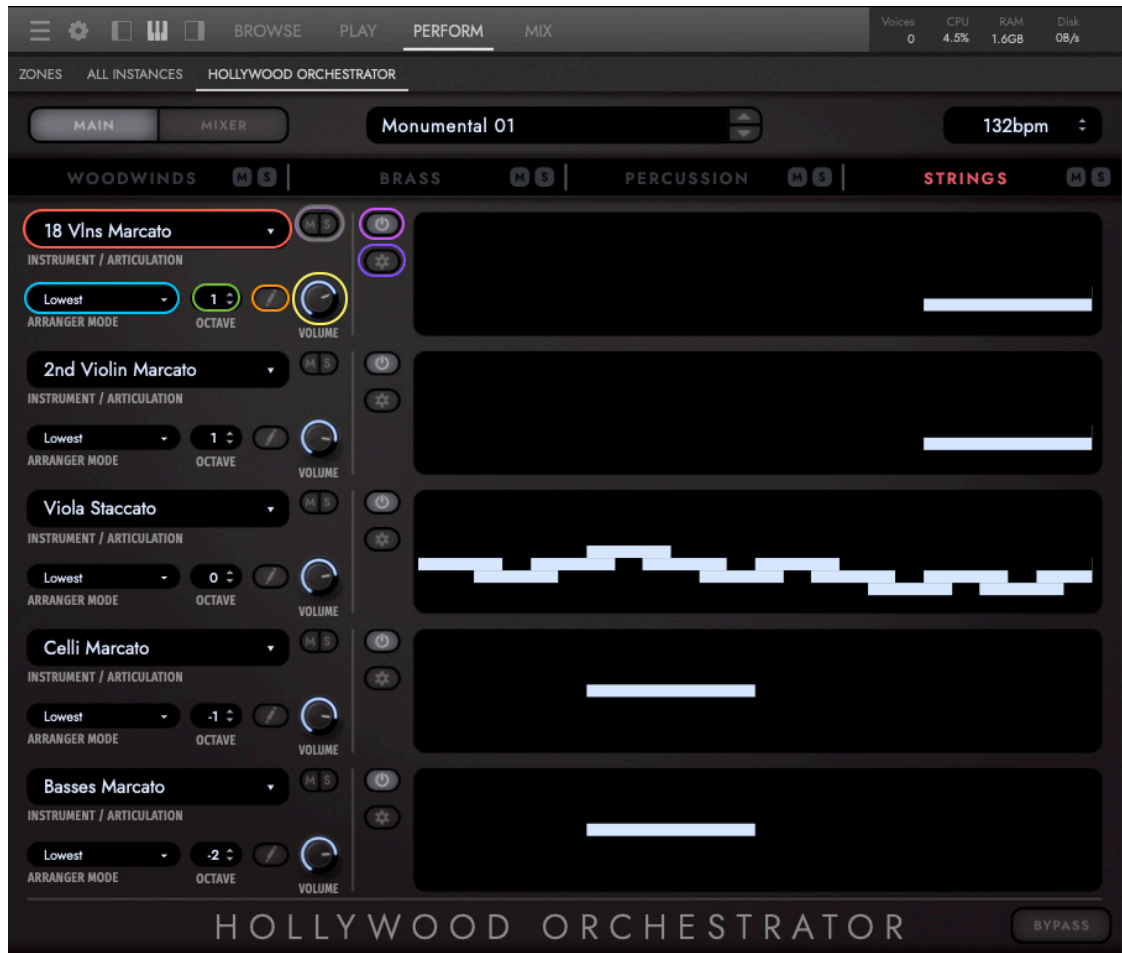 BROWSE PLAY PERFORM MIX Voices CPU RAM Disk
0 4.5% 1.6GB 0B/s
ZONES ALL INSTANCES HOLLYWOOD ORCHESTRATOR
MAIN MIXER Monumental 01 132bpm
WOODWINDS M S BRASS M S PERCUSSION M S STRINGS M S
18 Vlns Marcato M S
INSTRUMENT / ARTICULATION
Lowest 1
ARRANGER MODE OCTAVE VOLUME
2nd Violin Marcato M S
INSTRUMENT / ARTICULATION
Lowest 1
ARRANGER MODE OCTAVE VOLUME
Viola Staccato M S
INSTRUMENT / ARTICULATION
Lowest 0
ARRANGER MODE OCTAVE VOLUME
Celli Marcato M S
INSTRUMENT / ARTICULATION
Lowest -1
ARRANGER MODE OCTAVE VOLUME
Basses Marcato M S
INSTRUMENT / ARTICULATION
Lowest -2
ARRANGER MODE OCTAVE VOLUME
HOLLYWOOD ORCHESTRATOR BYPASS